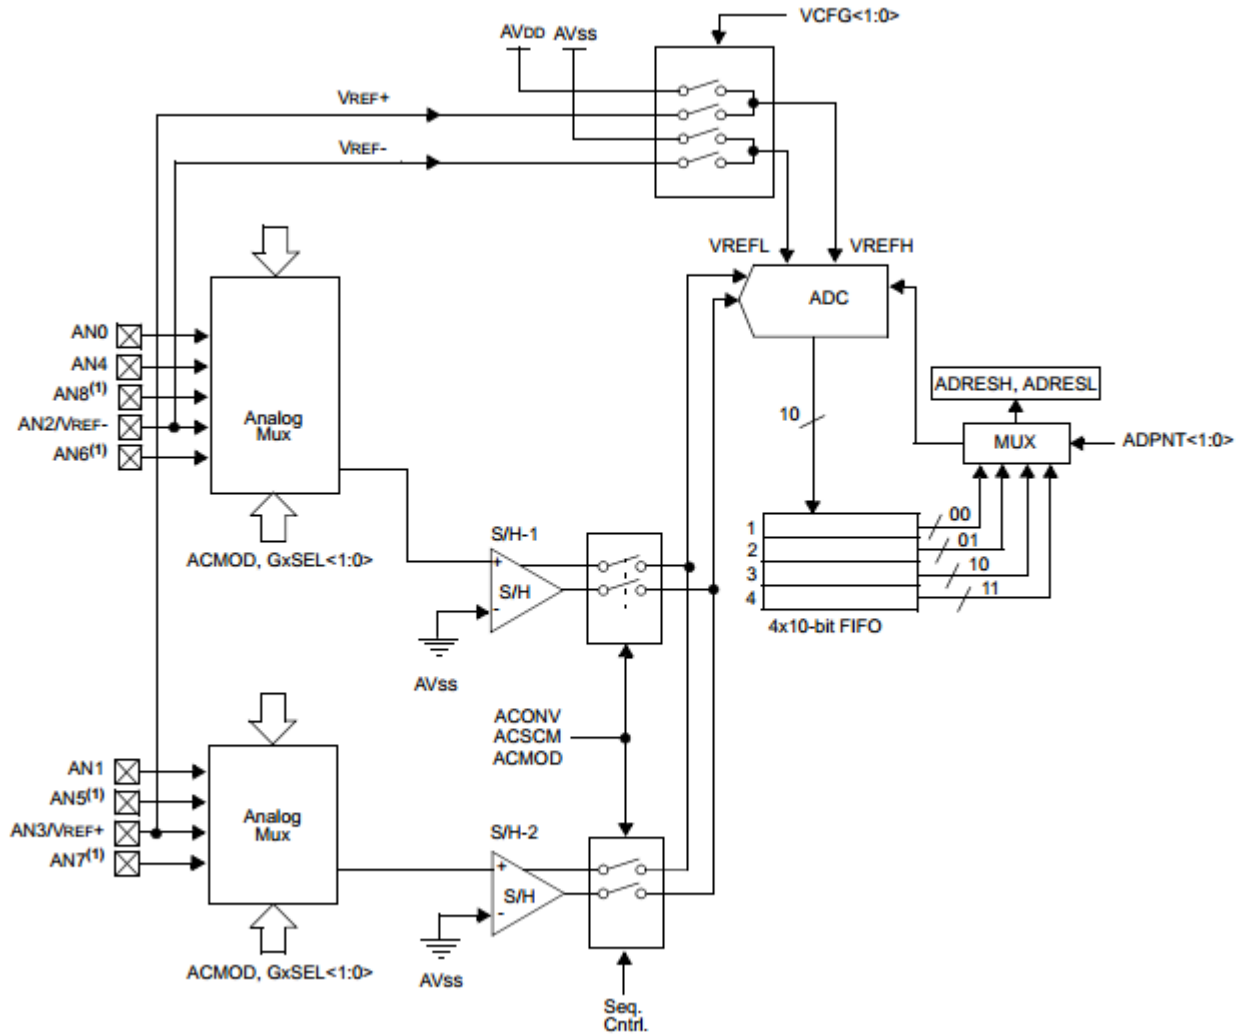 VCFG<1:0>
AVDD AVSS
VREF+
VREF-
VREFL VREFH
ADC
AN0
AN4
AN8(1)
AN2/VREF-
AN6(1)
Analog
Mux
ADRESH, ADRESL
10
MUX
ADPNT<1:0>
ACMOD, GxSEL<1:0>
S/H-1
+
S/H
-
AVss
1
2
3
4
00
01
10
11
4x10-bit FIFO
ACONV
ACSCM
ACMOD
AN1
AN5(1)
AN3/VREF+
AN7(1)
Analog
Mux
S/H-2
+
S/H
-
ACMOD, GxSEL<1:0>
AVss
Seq.
Cntrl.